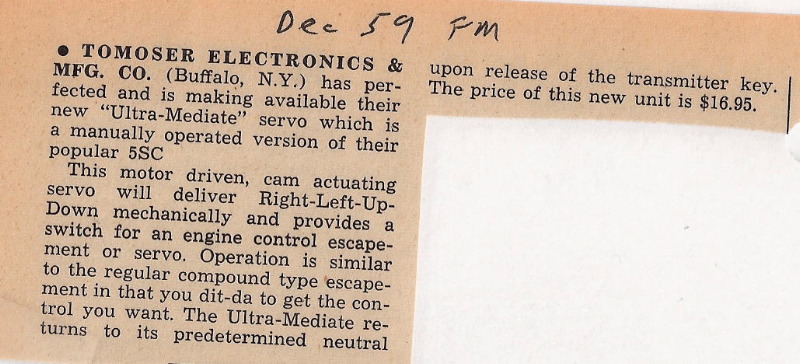 Dec 59 FM
• TOMOSER ELECTRONICS &
MFG. CO. (Buffalo, N.Y.) has per-
fected and is making available their
new "Ultra-Mediate" servo which is
a manually operated version of their
popular 5SC
This motor driven, cam actuating
servo will deliver Right-Left-Up-
Down mechanically and provides a
switch for an engine control escape-
ment or servo. Operation is similar
to the regular compound type escape-
ment in that you dit-da to get the con-
trol you want. The Ultra-Mediate re-
turns to its predetermined neutral
upon release of the transmitter key.
The price of this new unit is $16.95.